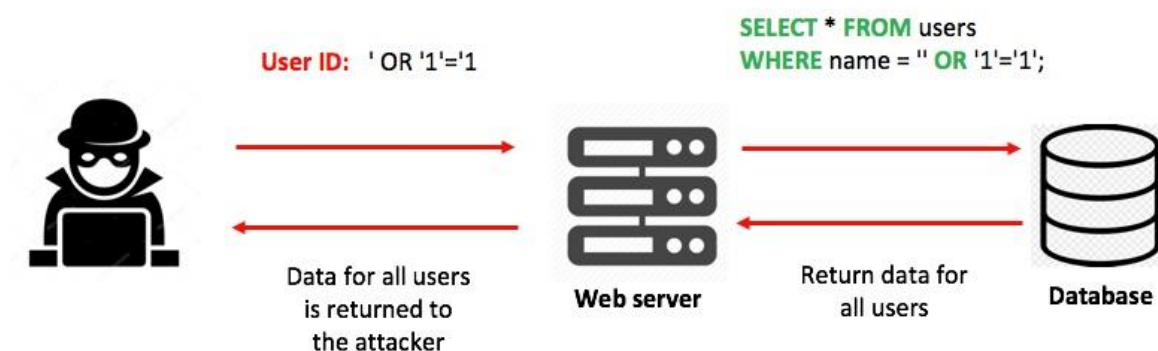 User ID: ' OR '1'='1
SELECT * FROM users
WHERE name = '' OR '1'='1';
Data for all users
is returned to
the attacker
Web server
Return data for
all users
Database